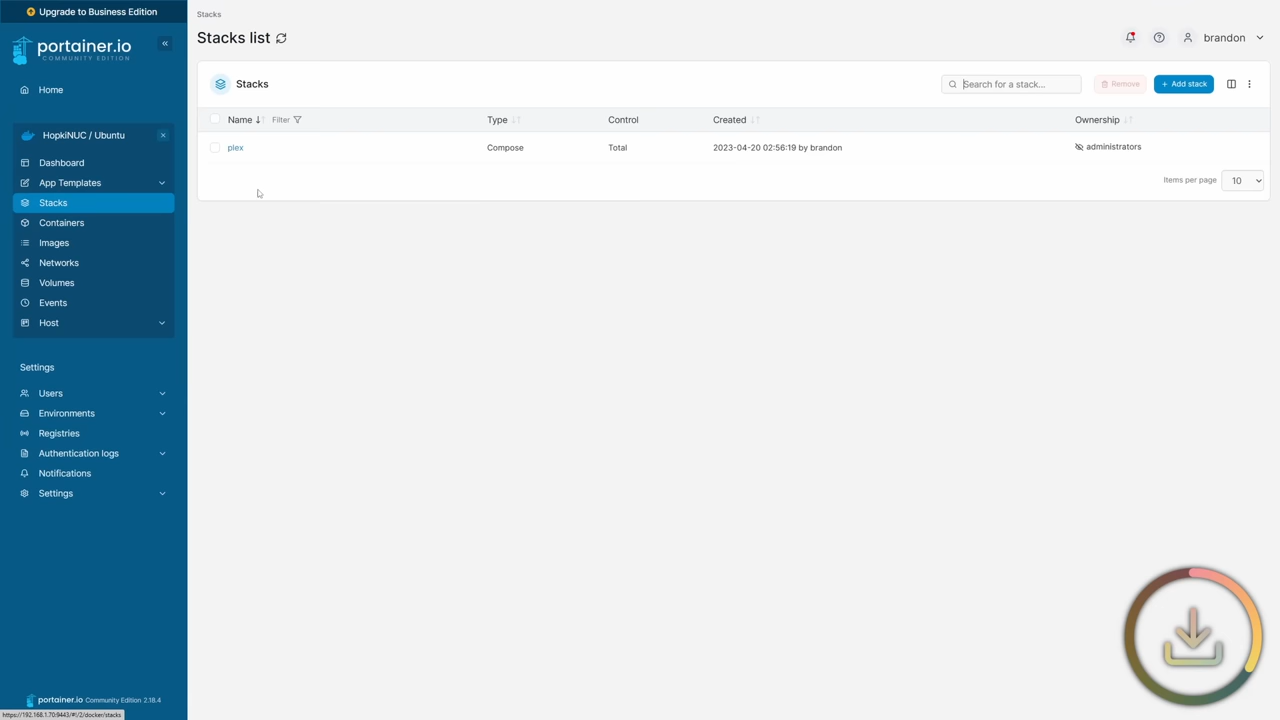 Upgrade to Business Edition
portainer.io
COMMUNITY EDITION
Home
HopkiNUC / Ubuntu
Dashboard
App Templates
Stacks
Containers
Images
Networks
Volumes
Events
Host
Settings
Users
Environments
Registries
Authentication logs
Notifications
Settings
portainer.io Community Edition 2.18.4
https://192.168.1.70:9443/#!/2/docker/stacks
Stacks
Stacks list
brandon
Stacks
Search for a stack...
Remove
+ Add stack
Name Filter Type Control Created Ownership
plex Compose Total 2023-04-20 02:56:19 by brandon administrators
Items per page 10